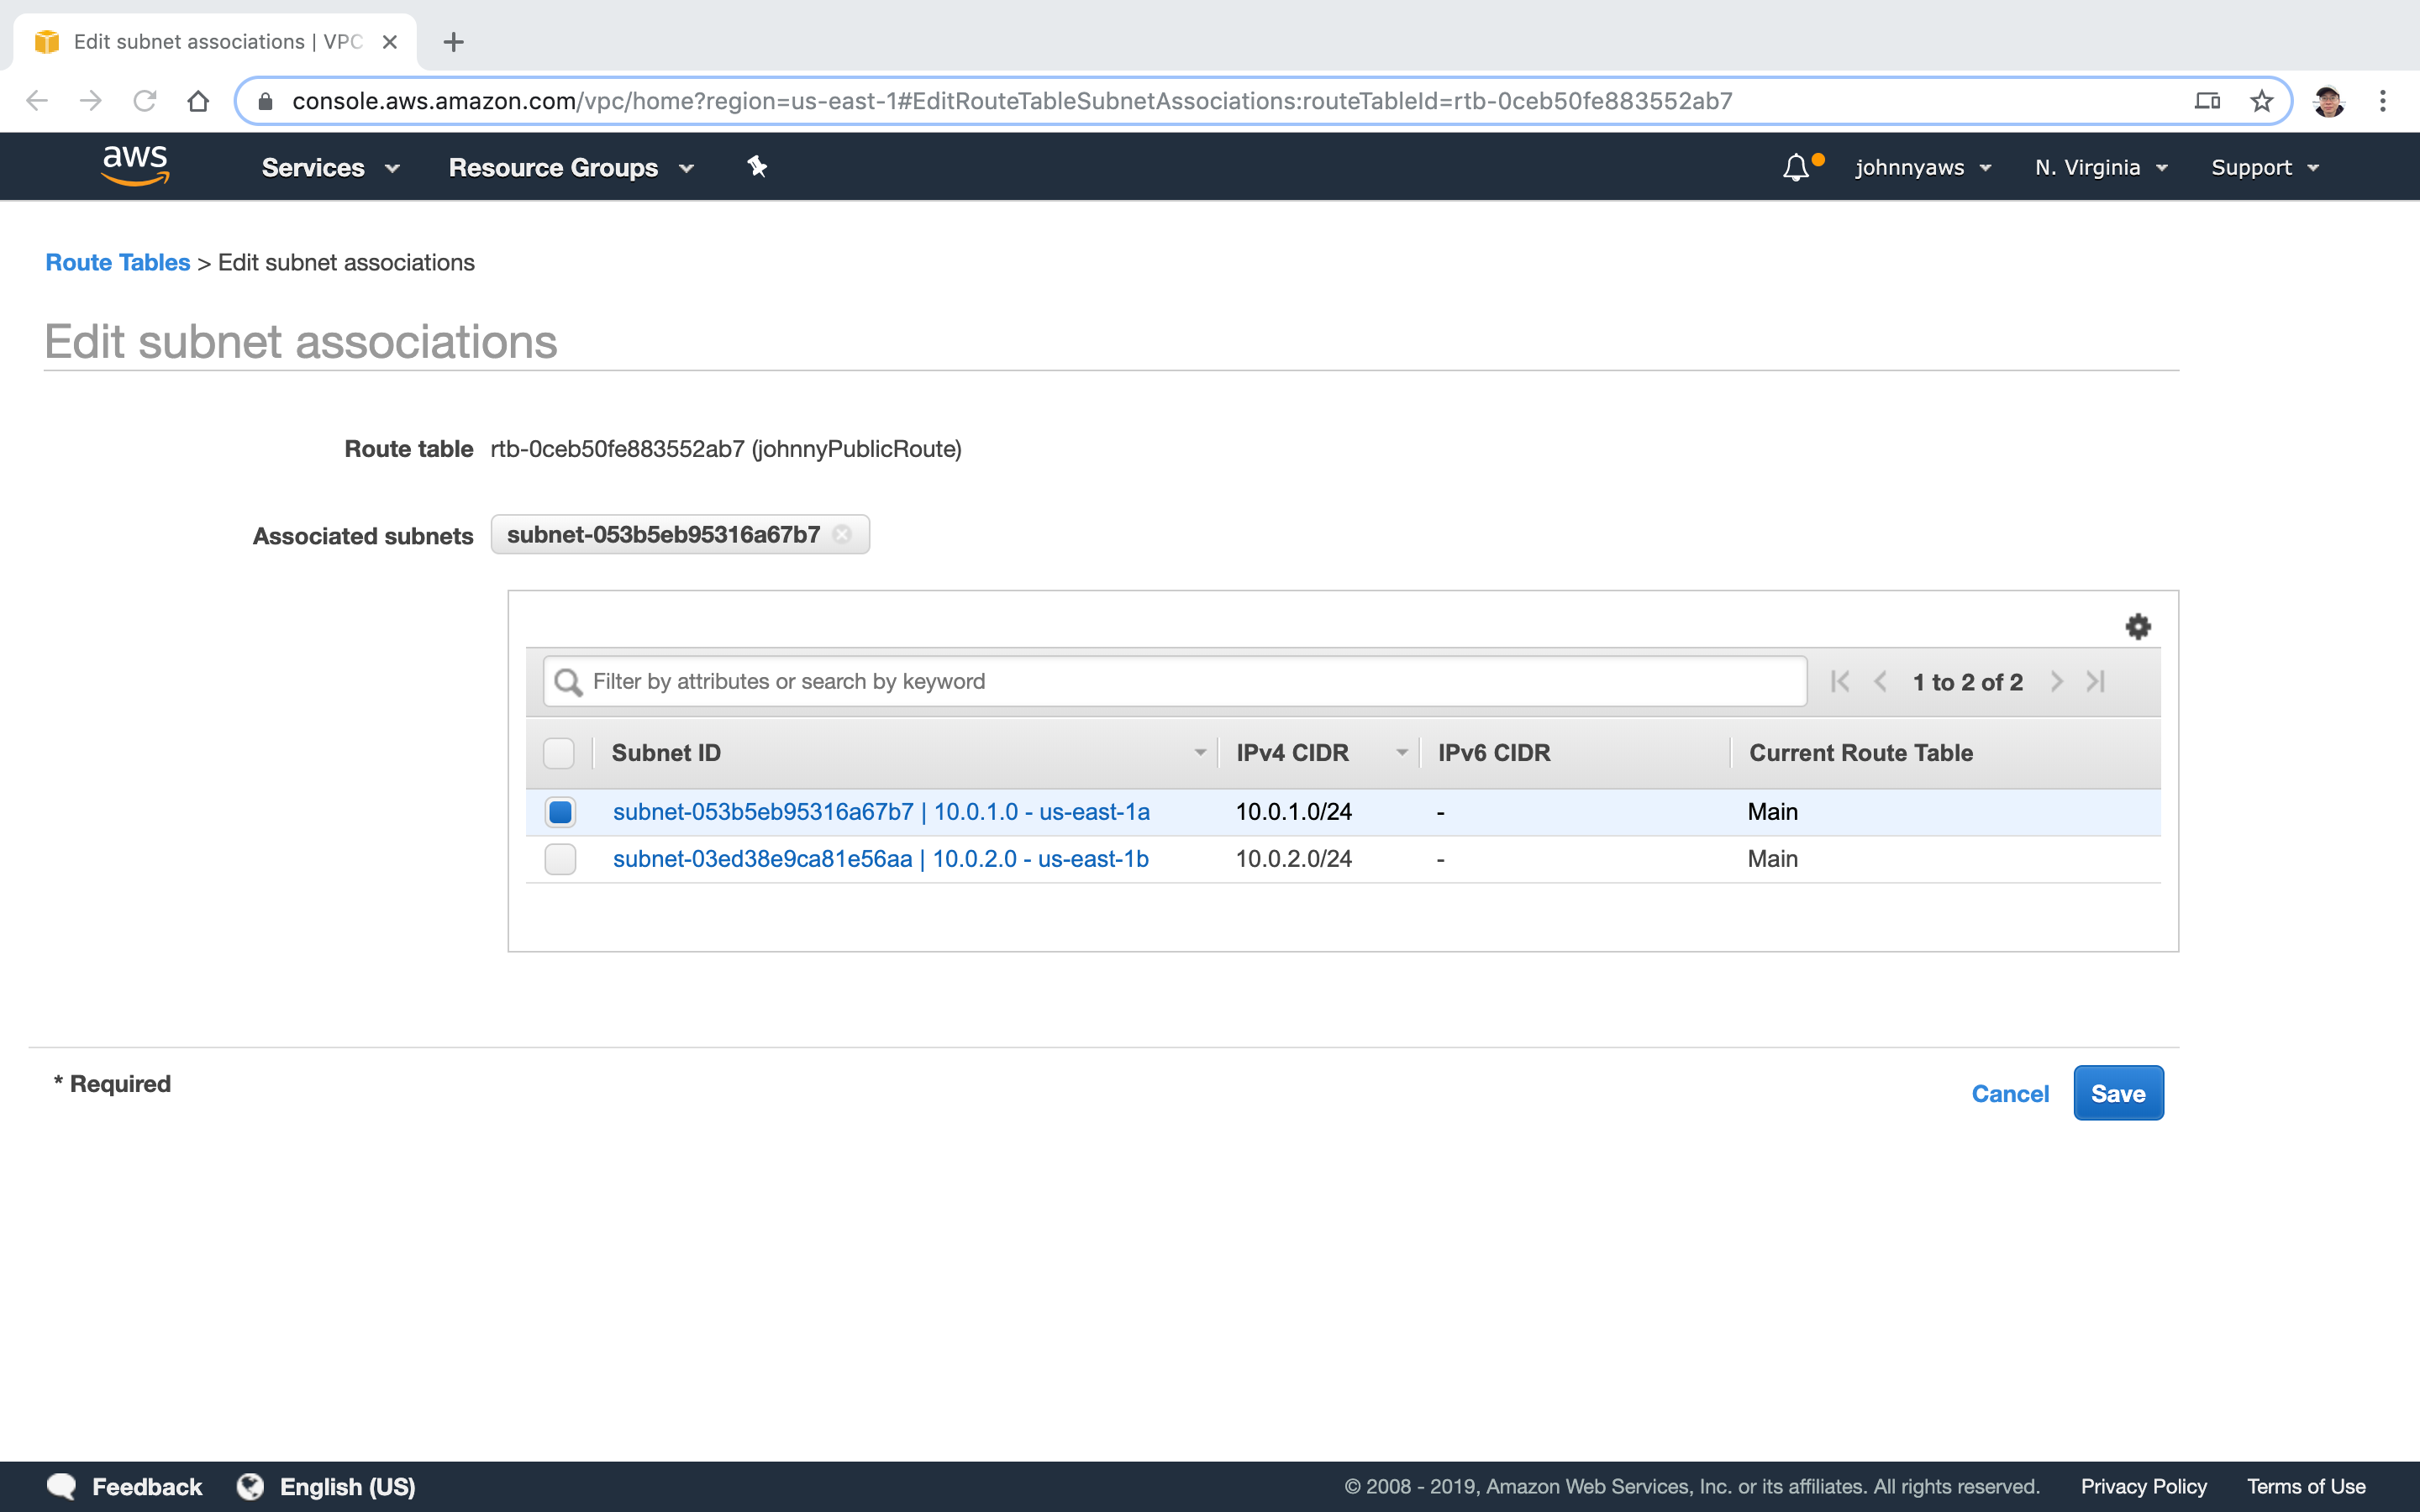 Edit subnet associations | VPC
console.aws.amazon.com/vpc/home?region=us-east-1#EditRouteTableSubnetAssociations:routeTableId=rtb-0ceb50fe883552ab7
aws Services Resource Groups johnnyaws N. Virginia Support
Route Tables > Edit subnet associations
Edit subnet associations
Route table rtb-0ceb50fe883552ab7 (johnnyPublicRoute)
Associated subnets subnet-053b5eb95316a67b7
Filter by attributes or search by keyword 1 to 2 of 2
Subnet ID IPv4 CIDR IPv6 CIDR Current Route Table
subnet-053b5eb95316a67b7 | 10.0.1.0 - us-east-1a 10.0.1.0/24 - Main
subnet-03ed38e9ca81e56aa | 10.0.2.0 - us-east-1b 10.0.2.0/24 - Main
* Required Cancel Save
Feedback English (US) © 2008 - 2019, Amazon Web Services, Inc. or its affiliates. All rights reserved. Privacy Policy Terms of Use